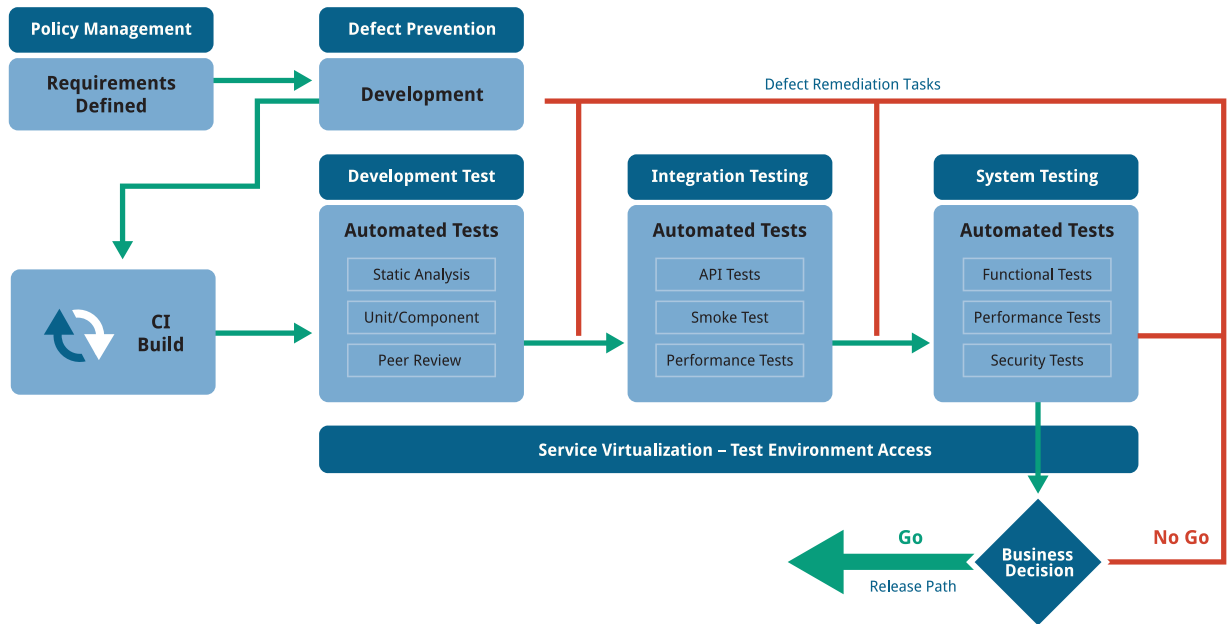 Policy Management
Defect Prevention
Requirements
Defined
Development
Defect Remediation Tasks
Development Test
Integration Testing
System Testing
Automated Tests
Static Analysis
Unit/Component
Peer Review
Automated Tests
API Tests
Smoke Test
Performance Tests
Automated Tests
Functional Tests
Performance Tests
Security Tests
CI
Build
Service Virtualization – Test Environment Access
Go
Release Path
Business
Decision
No Go